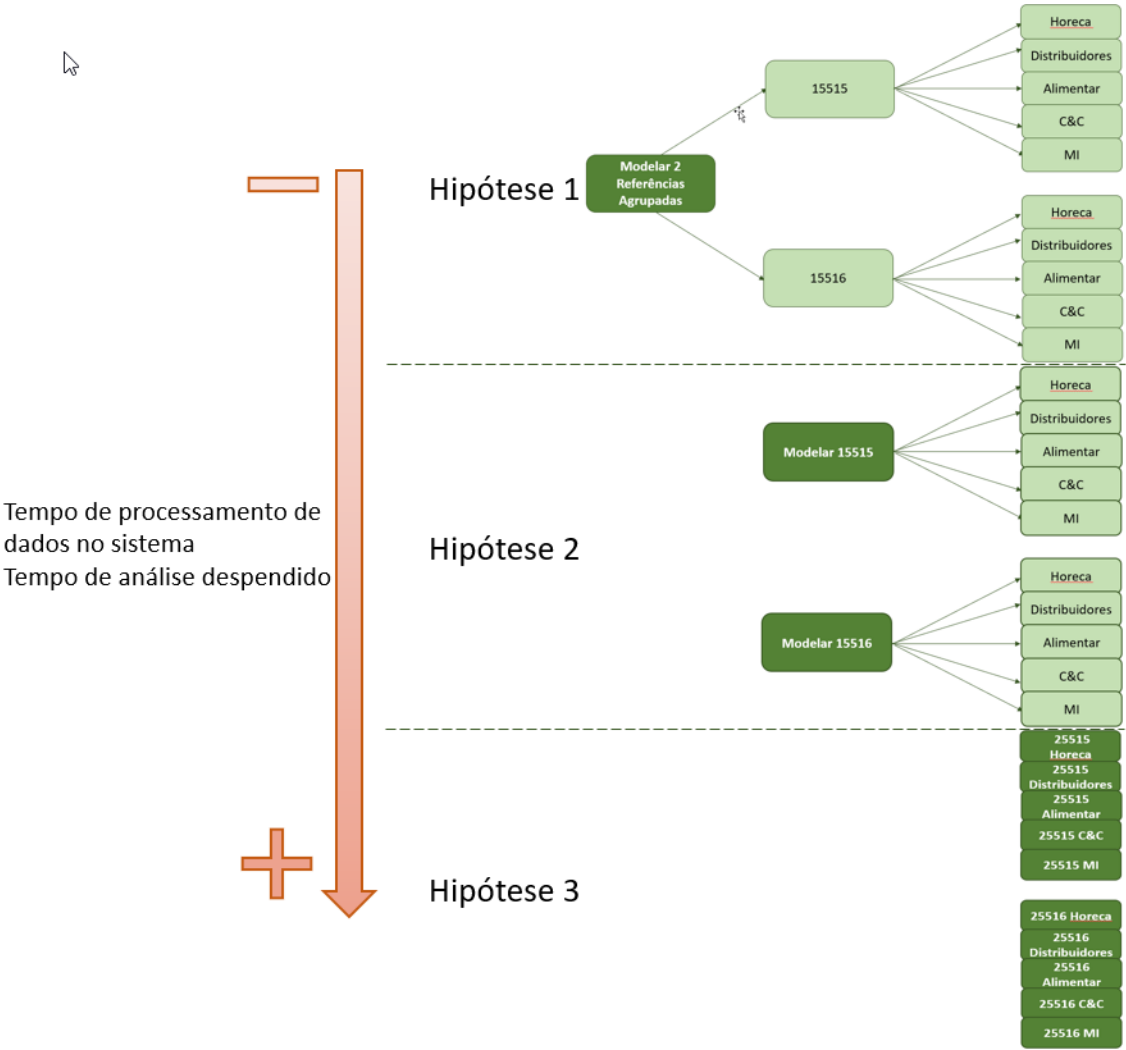 Horeca
Distribuidores
Alimentar
C&C
MI
15515
Hipótese 1
Modelar 2
Referências
Agrupadas
15516
Horeca
Distribuidores
Alimentar
C&C
MI
Horeca
Distribuidores
Alimentar
C&C
MI
Modelar 15515
Tempo de processamento de
dados no sistema
Tempo de análise despendido
Hipótese 2
Modelar 15516
Horeca
Distribuidores
Alimentar
C&C
MI
25515
Horeca
25515
Distribuidores
25515
Alimentar
25515 C&C
25515 MI
Hipótese 3
25516 Horeca
25516
Distribuidores
25516
Alimentar
25516 C&C
25516 MI